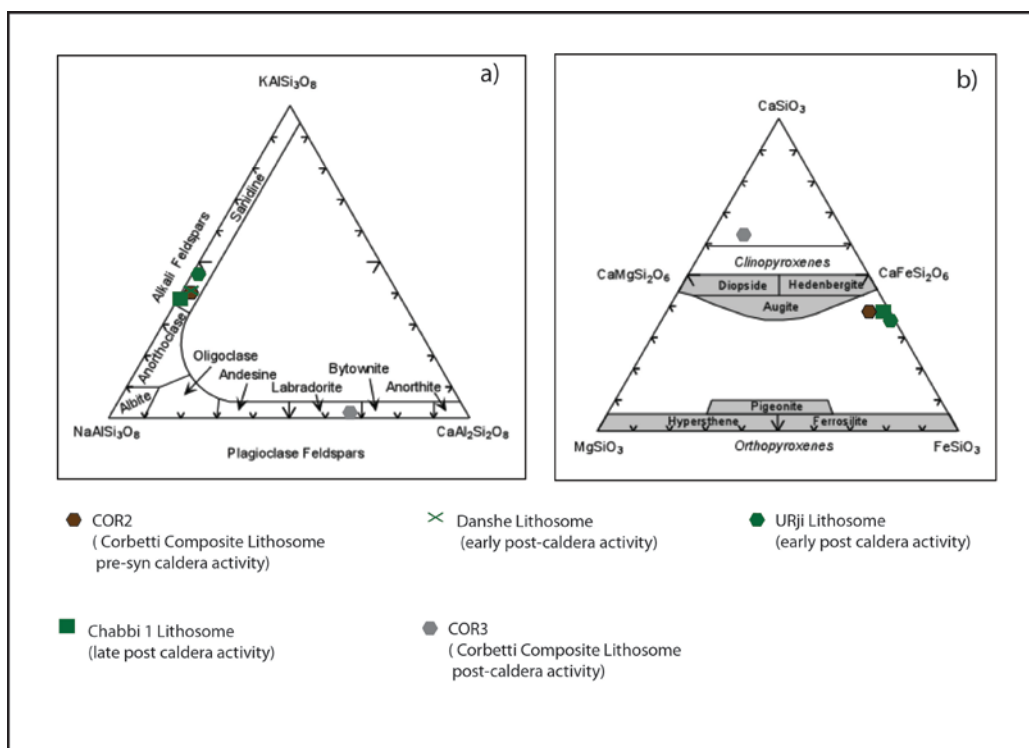 a)
KAlSi₃O₈
Sanidine
Alkali Feldspars
Anorthoclase
Oligoclase
Andesine
Labradorite
Bytownite
Anorthite
Albite
NaAlSi₃O₈
CaAl₂Si₂O₈
Plagioclase Feldspars
b)
CaSiO₃
Clinopyroxenes
CaMgSi₂O₆
CaFeSi₂O₆
Diopside
Hedenbergite
Augite
Pigeonite
Hypersthene
Ferrosilite
MgSiO₃
Orthopyroxenes
FeSiO₃
COR2
( Corbetti Composite Lithosome
pre-syn caldera activity)
Danshe Lithosome
(early post-caldera activity)
URji Lithosome
(early post caldera activity)
Chabbi 1 Lithosome
(late post caldera activity)
COR3
( Corbetti Composite Lithosome
post-caldera activity)